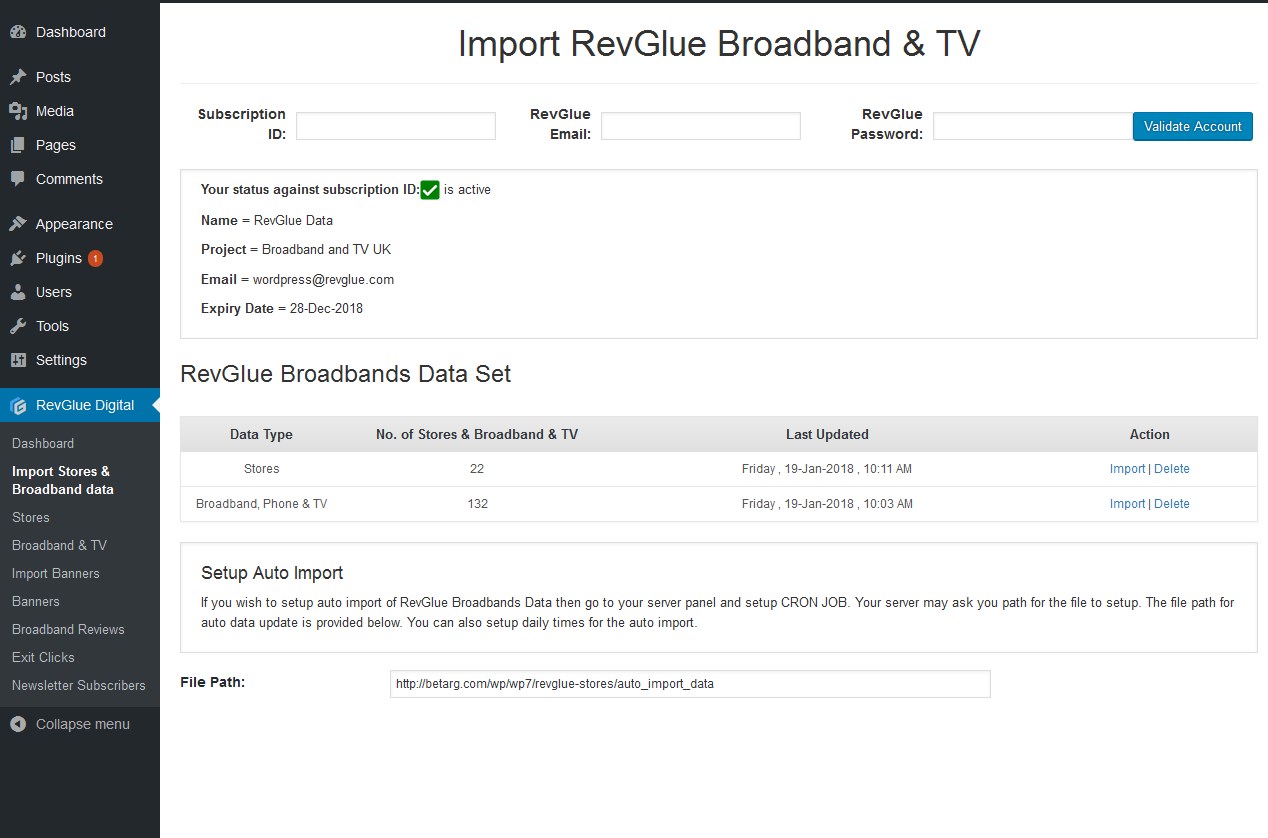 Dashboard
Posts
Media
Pages
Comments
Appearance
Plugins 1
Users
Tools
Settings
RevGlue Digital
Dashboard
Import Stores &
Broadband data
Stores
Broadband & TV
Import Banners
Banners
Broadband Reviews
Exit Clicks
Newsletter Subscribers
Collapse menu
Import RevGlue Broadband & TV
Subscription
ID:
RevGlue
Email:
RevGlue
Password:
Validate Account
Your status against subscription ID: is active
Name = RevGlue Data
Project = Broadband and TV UK
Email = wordpress@revglue.com
Expiry Date = 28-Dec-2018
RevGlue Broadbands Data Set
Data Type No. of Stores & Broadband & TV Last Updated Action
Stores 22 Friday , 19-Jan-2018 , 10:11 AM Import | Delete
Broadband, Phone & TV 132 Friday , 19-Jan-2018 , 10:03 AM Import | Delete
Setup Auto Import
If you wish to setup auto import of RevGlue Broadbands Data then go to your server panel and setup CRON JOB. Your server may ask you path for the file to setup. The file path for
auto data update is provided below. You can also setup daily times for the auto import.
File Path: http://betarg.com/wp/wp7/revglue-stores/auto_import_data